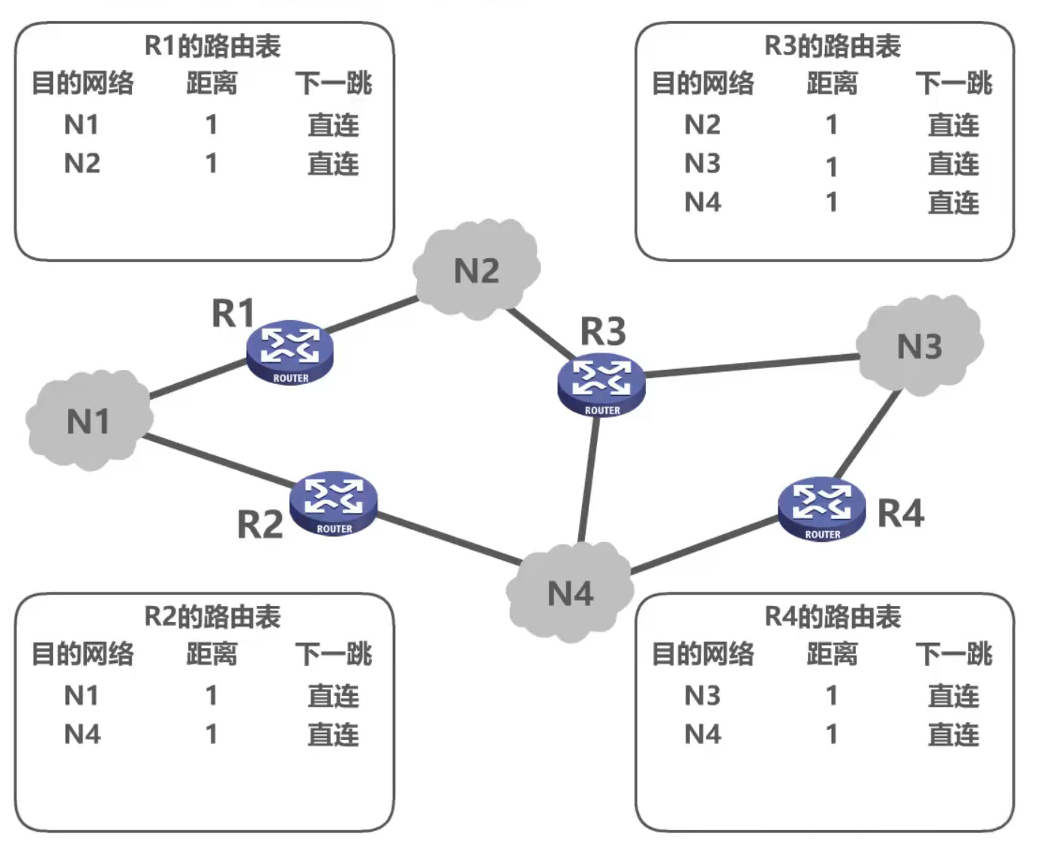 R1的路由表
目的网络 距离 下一跳
N1 1 直连
N2 1 直连
R3的路由表
目的网络 距离 下一跳
N2 1 直连
N3 1 直连
N4 1 直连
N2
R1
ROUTER
R3
ROUTER
N3
N1
R2
ROUTER
R4
ROUTER
N4
R2的路由表
目的网络 距离 下一跳
N1 1 直连
N4 1 直连
R4的路由表
目的网络 距离 下一跳
N3 1 直连
N4 1 直连